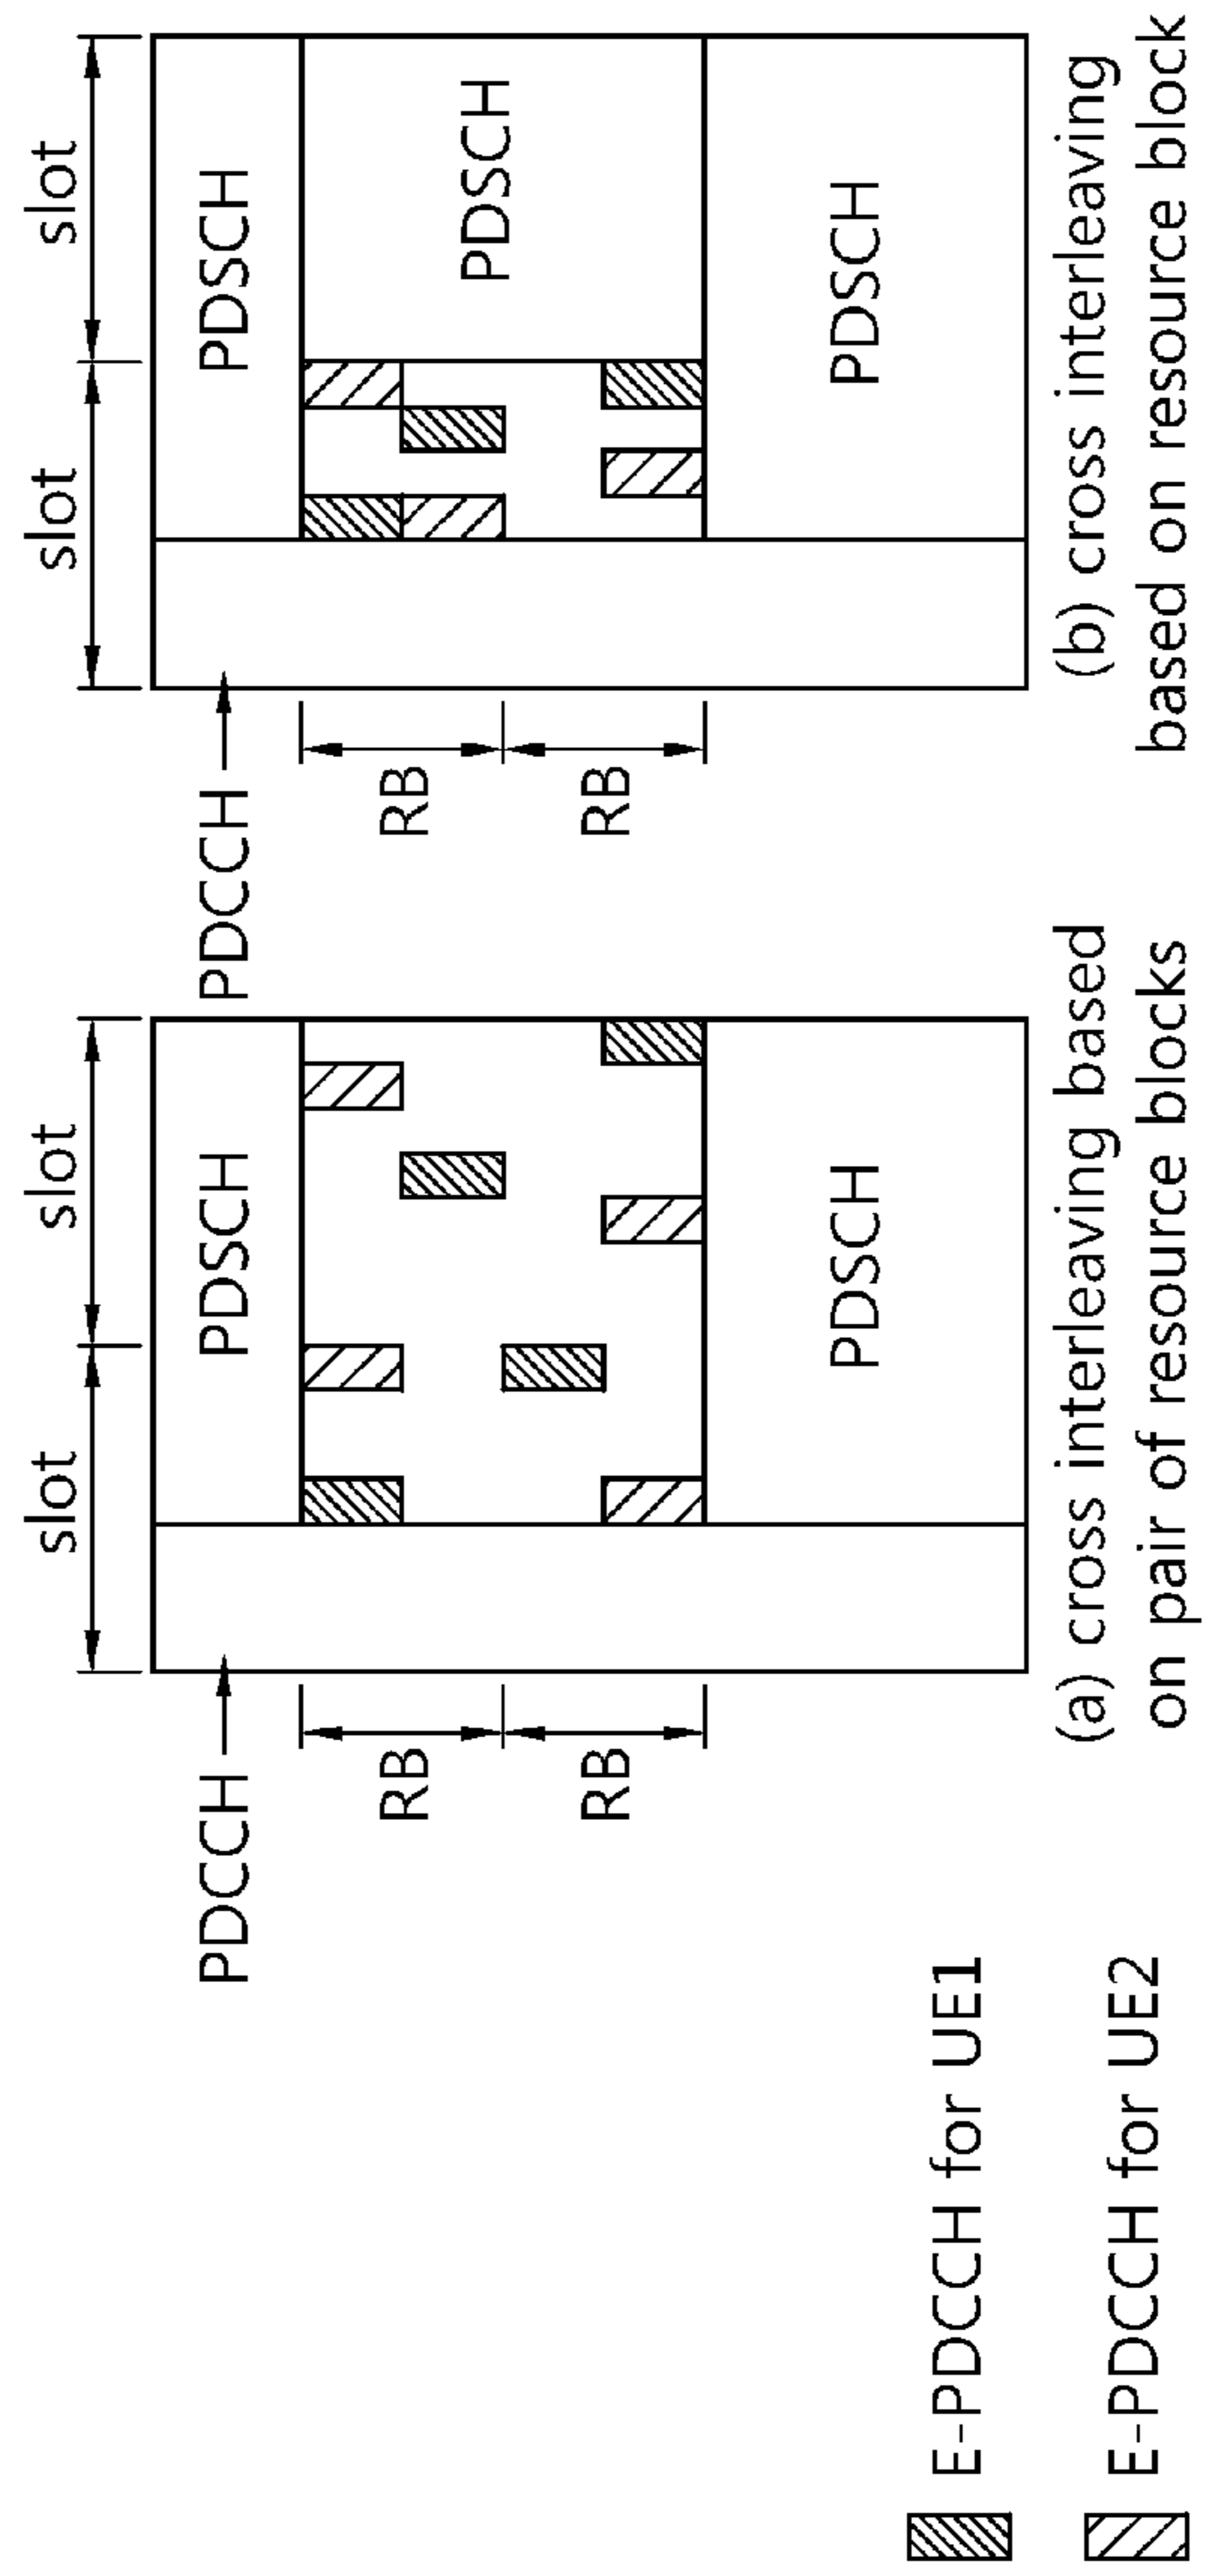 slot
slot
PDCCH
PDSCH
RB
RB
PDSCH
(a) cross interleaving based
on pair of resource blocks
slot
slot
PDCCH
PDSCH
RB
PDSCH
RB
PDSCH
(b) cross interleaving
based on resource block
E-PDCCH for UE1
E-PDCCH for UE2